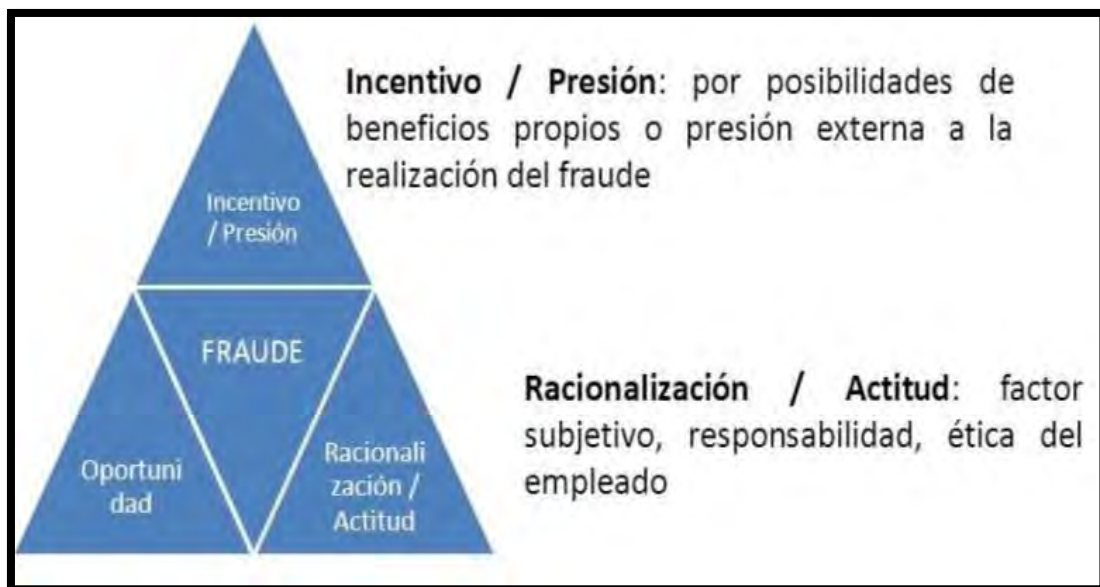 Incentivo / Presión: por posibilidades de
beneficios propios o presión externa a la
realización del fraude
Incentivo
/ Presión
FRAUDE
Oportuni
dad
Racionali
zación /
Actitud
Racionalización / Actitud: factor
subjetivo, responsabilidad, ética del
empleado